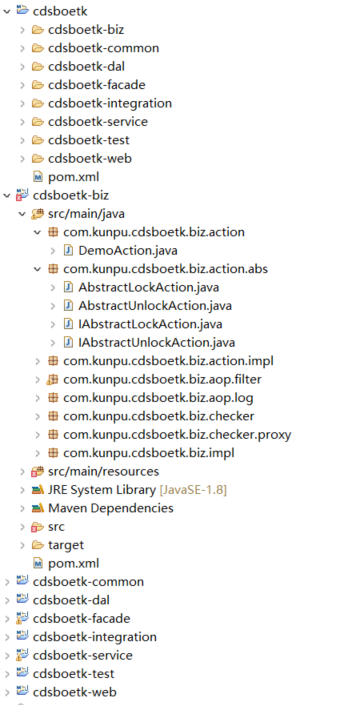 cdsboetk
cdsboetk-biz
cdsboetk-common
cdsboetk-dal
cdsboetk-facade
cdsboetk-integration
cdsboetk-service
cdsboetk-test
cdsboetk-web
pom.xml
cdsboetk-biz
src/main/java
com.kunpu.cdsboetk.biz.action
DemoAction.java
com.kunpu.cdsboetk.biz.action.abs
AbstractLockAction.java
AbstractUnlockAction.java
IAbstractLockAction.java
IAbstractUnlockAction.java
com.kunpu.cdsboetk.biz.action.impl
com.kunpu.cdsboetk.biz.aop.filter
com.kunpu.cdsboetk.biz.aop.log
com.kunpu.cdsboetk.biz.checker
com.kunpu.cdsboetk.biz.checker.proxy
com.kunpu.cdsboetk.biz.impl
src/main/resources
JRE System Library [JavaSE-1.8]
Maven Dependencies
src
target
pom.xml
cdsboetk-common
cdsboetk-dal
cdsboetk-facade
cdsboetk-integration
cdsboetk-service
cdsboetk-test
cdsboetk-web